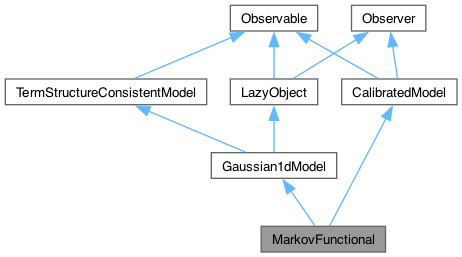 Observable
Observer
TermStructureConsistentModel
LazyObject
CalibratedModel
Gaussian1dModel
MarkovFunctional